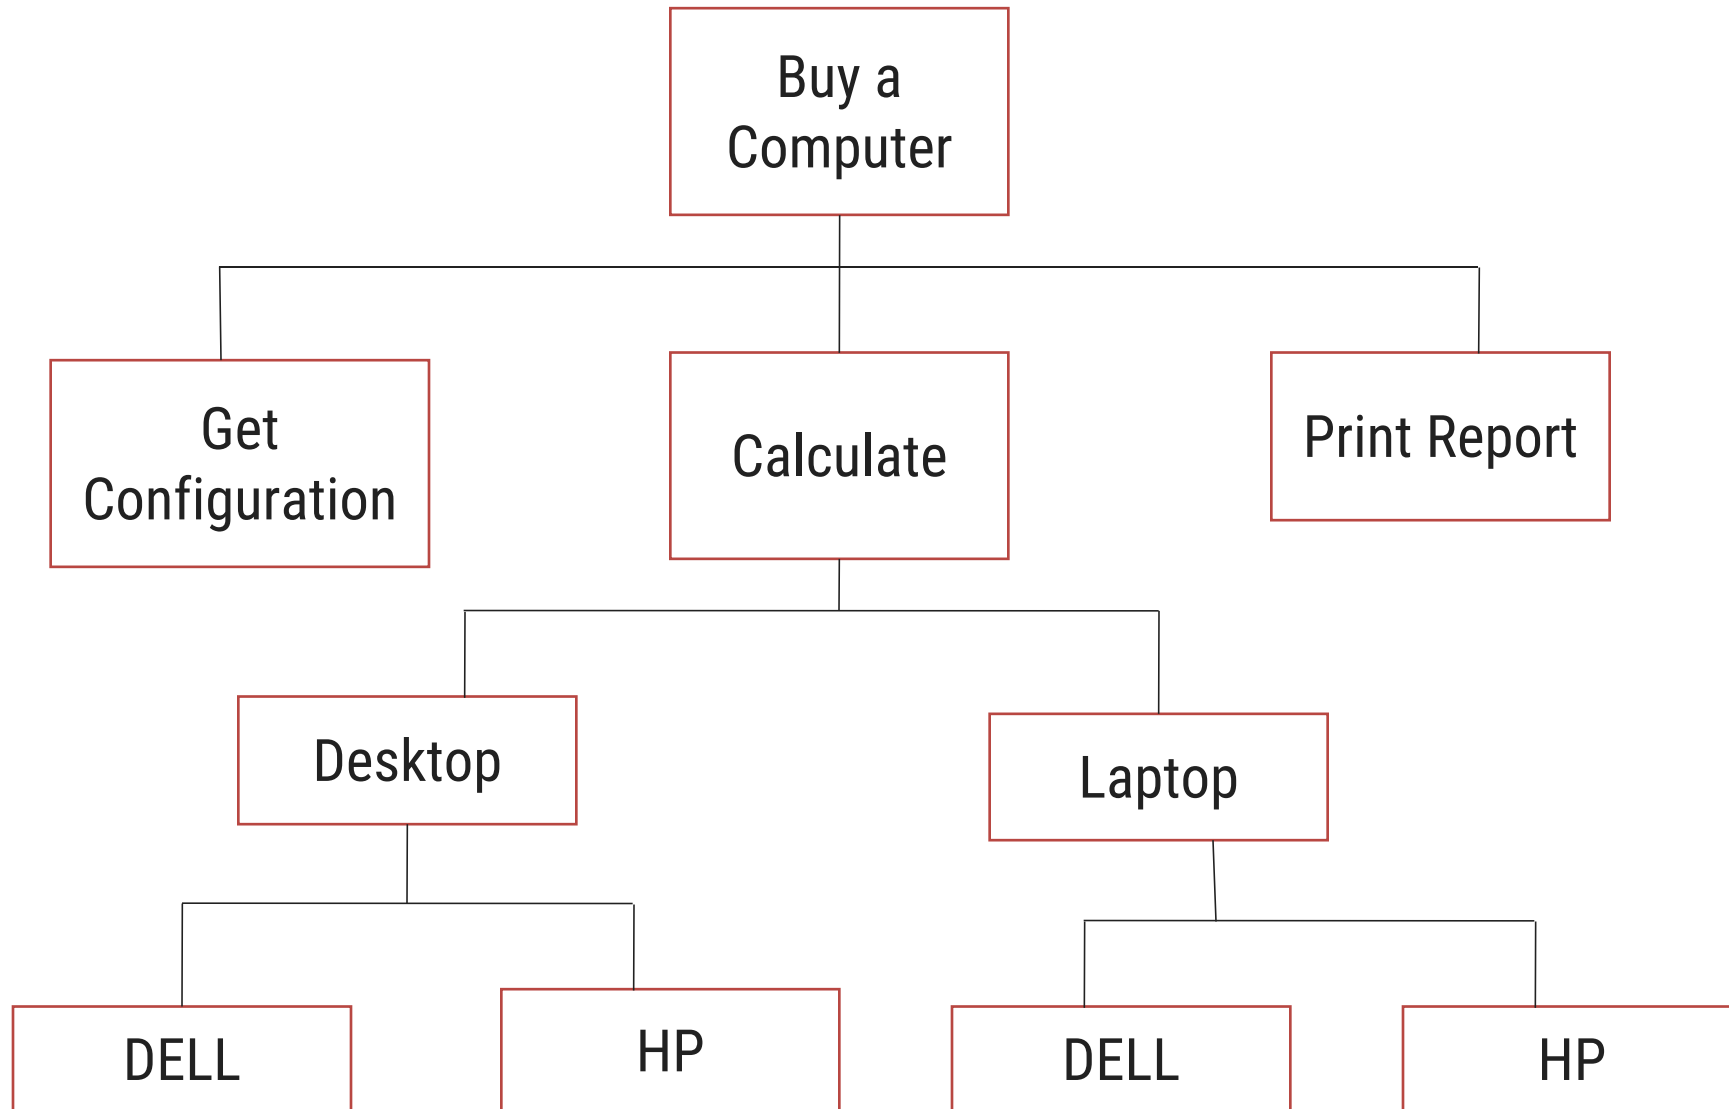 Buy a
Computer
Get
Configuration
Calculate
Print Report
Desktop
Laptop
DELL
HP
DELL
HP